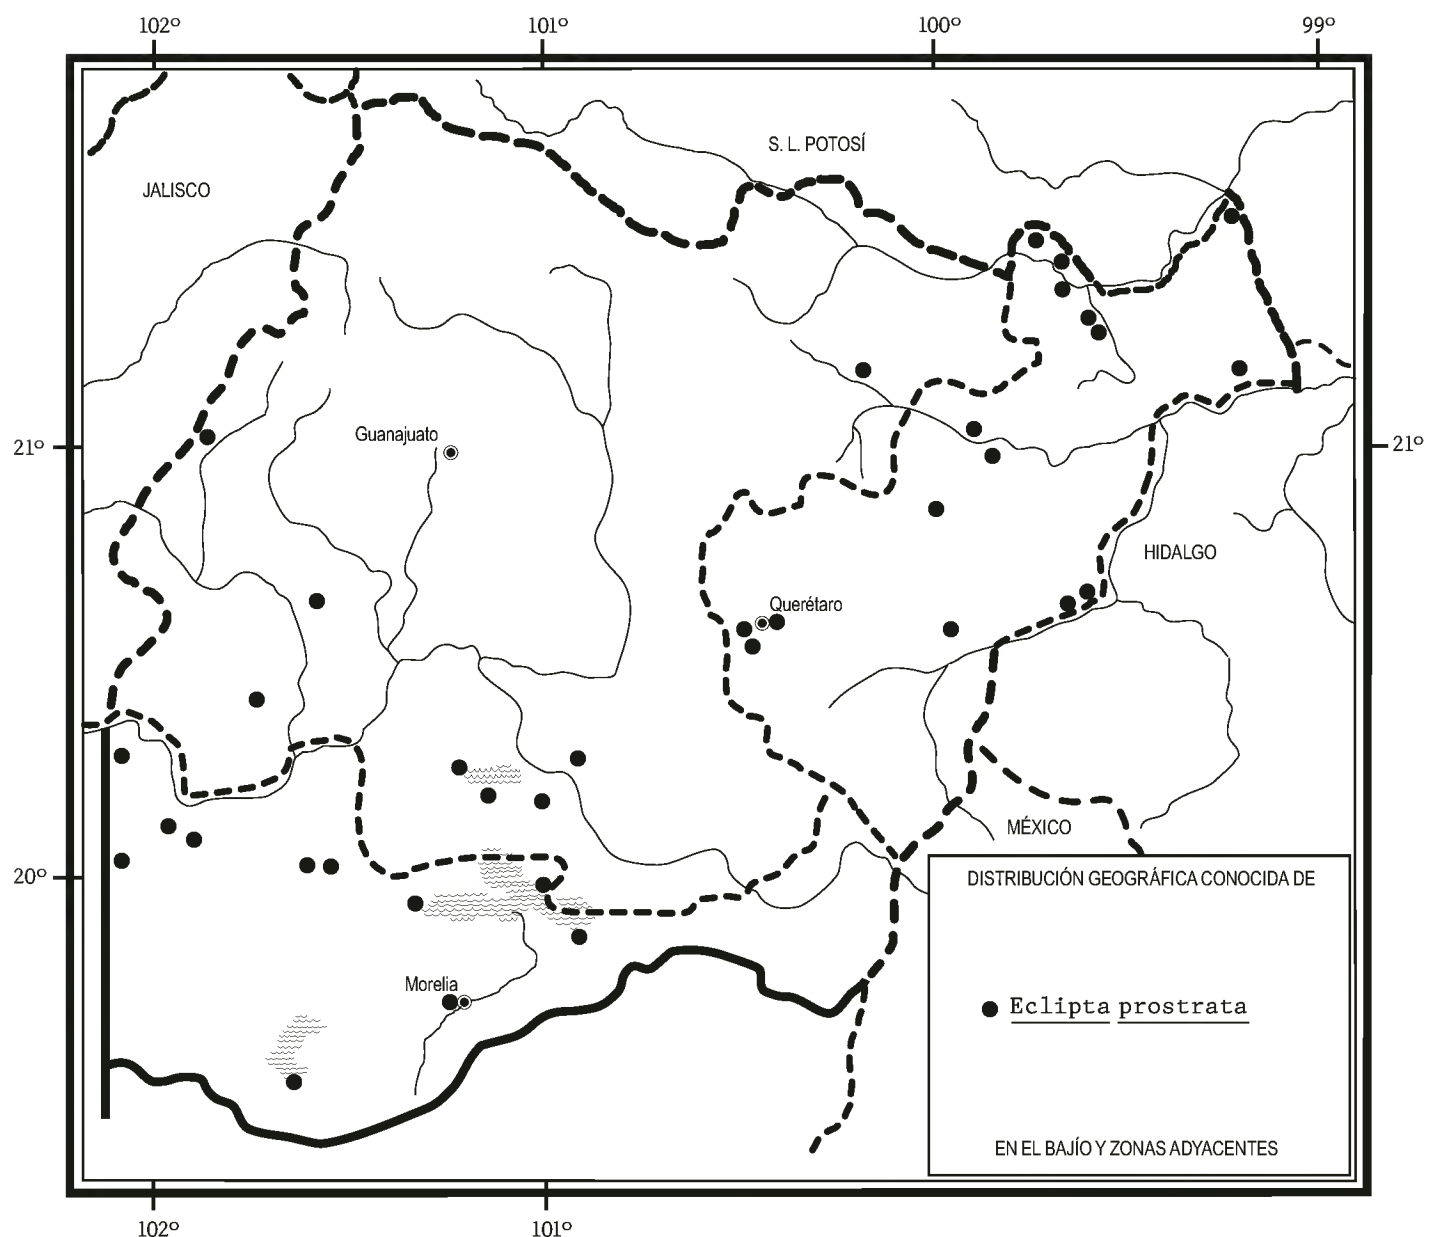 102º 101º 100º 99º
S. L. POTOSÍ
JALISCO
Guanajuato
21º 21º
HIDALGO
Querétaro
MÉXICO
20º
DISTRIBUCIÓN GEOGRÁFICA CONOCIDA DE
Morelia
Eclipta prostrata
EN EL BAJÍO Y ZONAS ADYACENTES
102º 101º